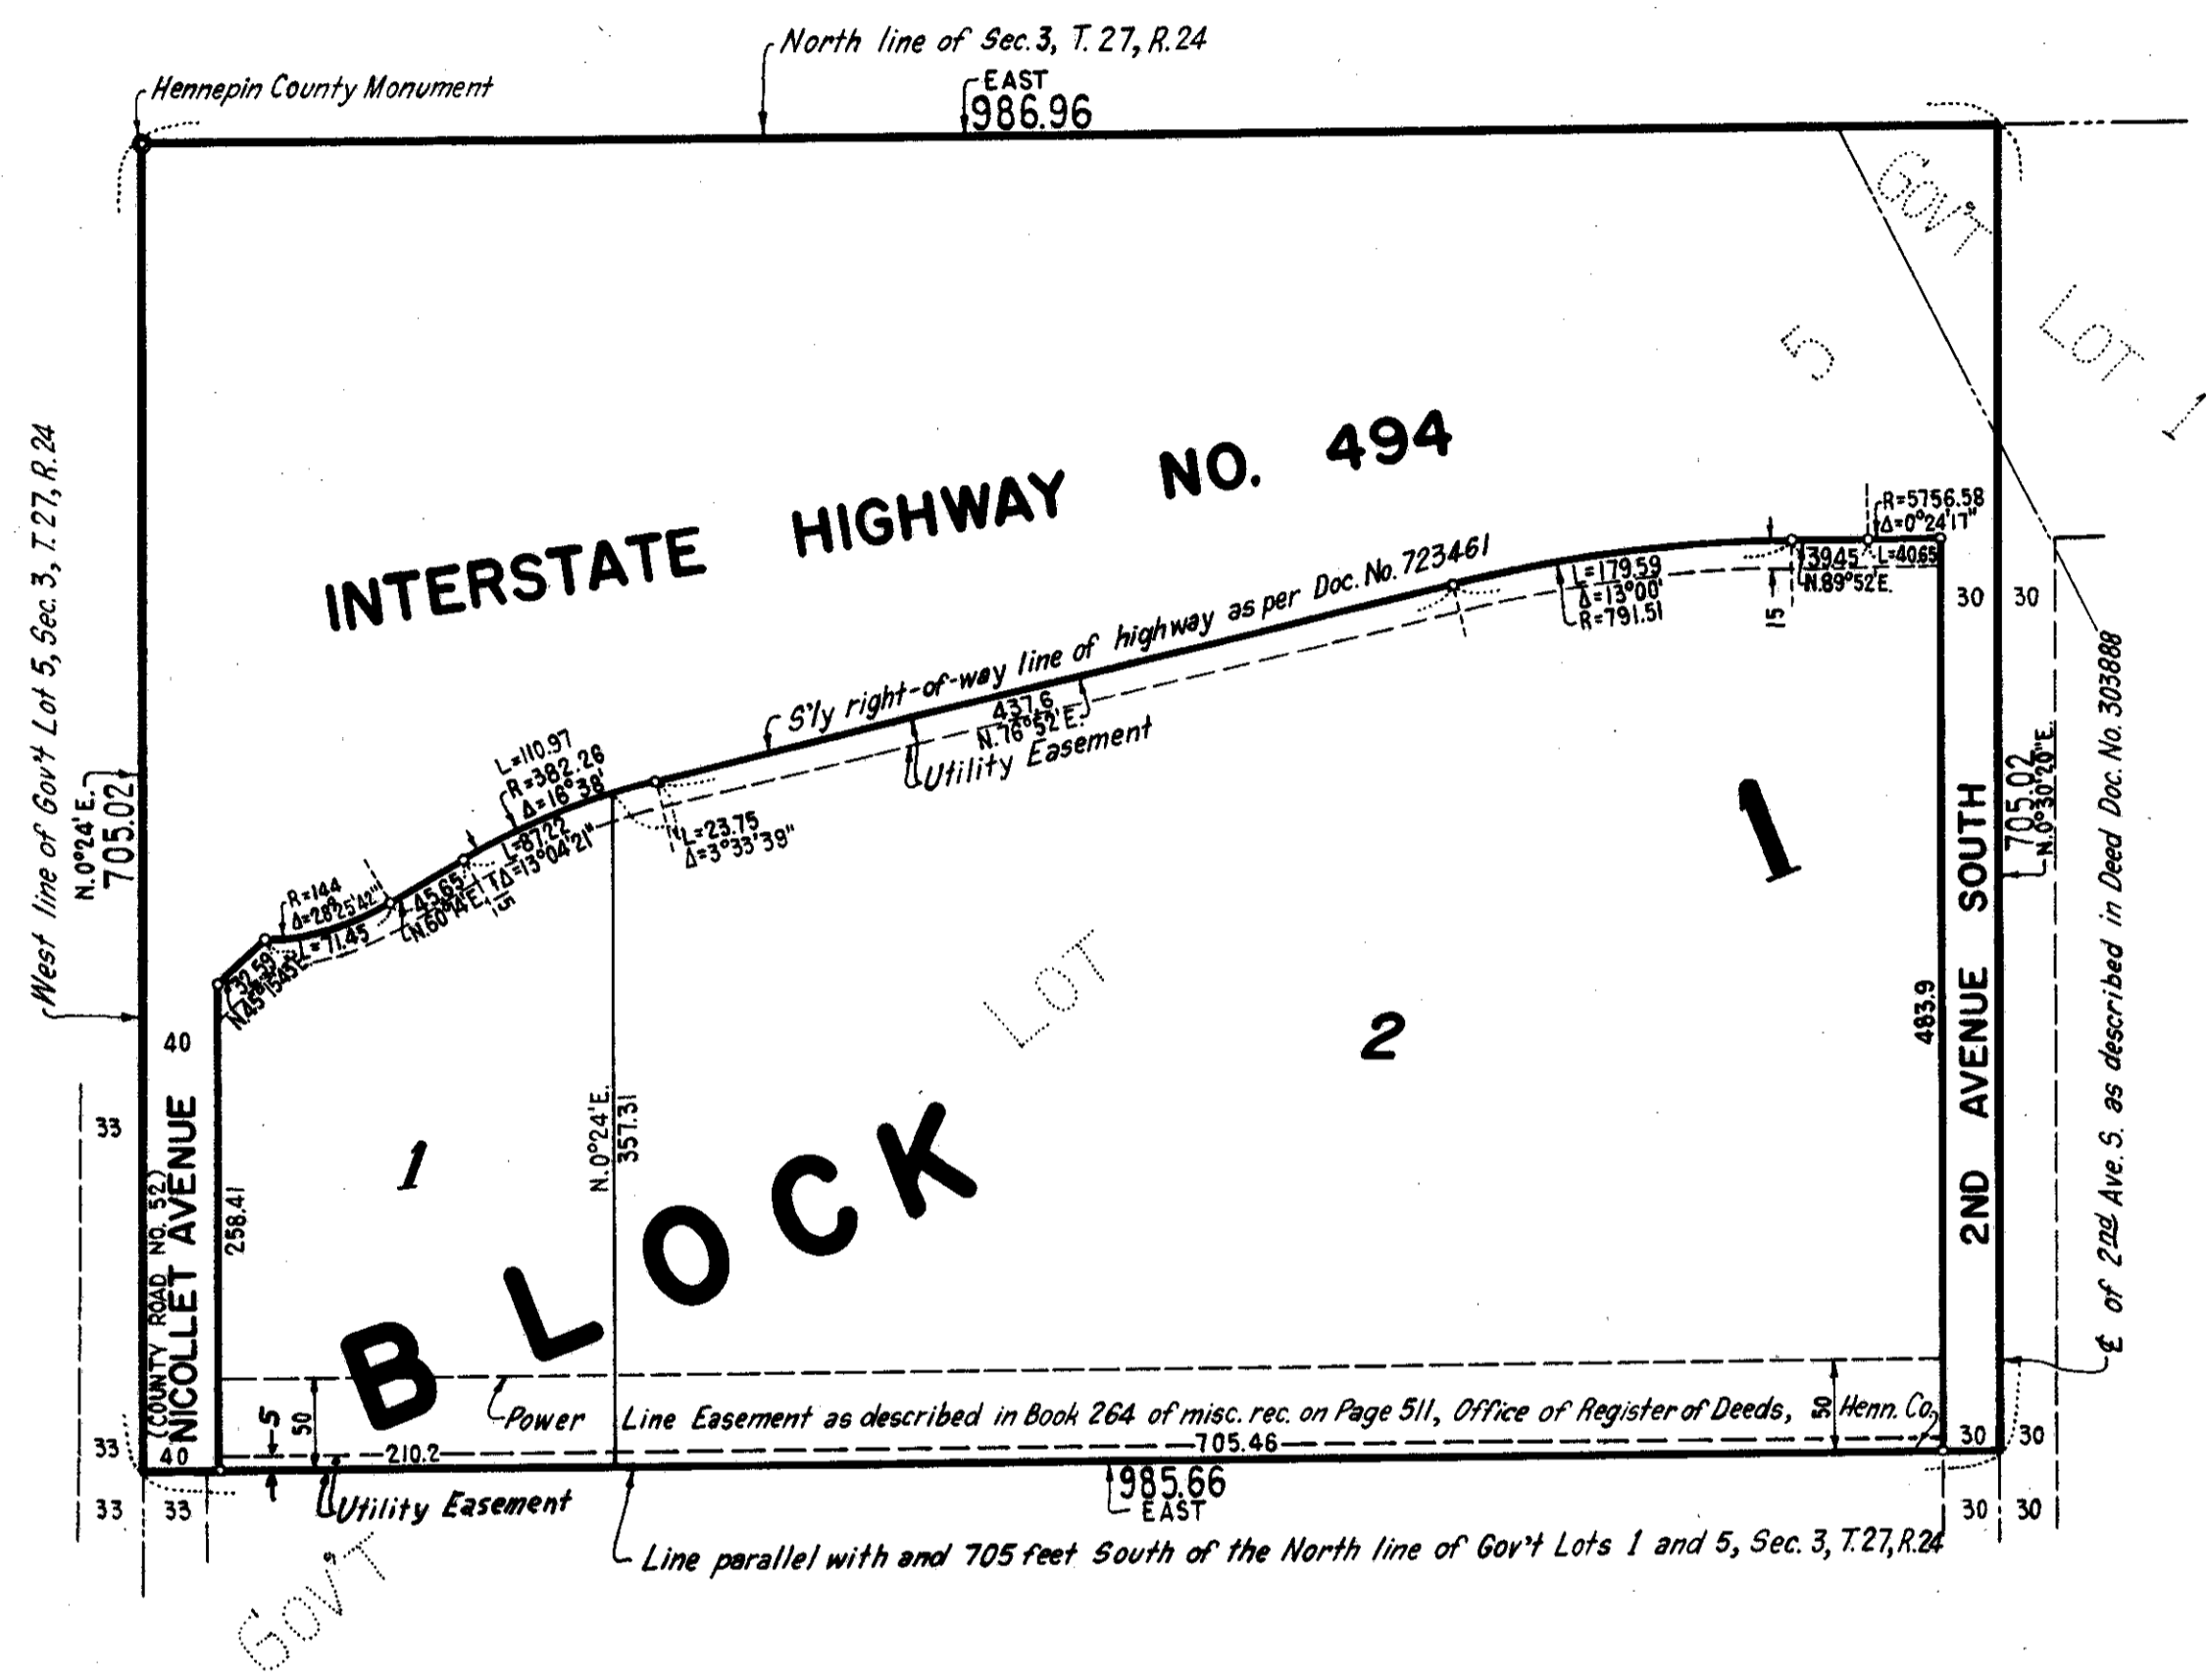 North line of Sec. 3, T. 27, R. 24
EAST
986.96
Hennepin County Monument
GOV'T
LOT 1
5
INTERSTATE HIGHWAY NO. 494
R=5756.58
Δ=0°24'17"
39.45
L=40.65
N.89°52'E.
L=179.59
Δ=13°00'
R=791.51
15
30
30
S'ly right-of-way line of highway as per Doc. No. 723461
437.6
N.76°52'E.
Utility Easement
L=110.97
R=382.26
Δ=16°38'
L=87.22
Δ=13°04'21"
L=23.75
Δ=3°33'39"
R=144
Δ=28°25'42"
L=71.45
45.65
N.60°14'E.
15
32.59
West line of Gov't Lot 5, Sec. 3, T. 27, R. 24
N.0°24'E.
705.02
1
LOT
2
705.02
N.0°30'20"E.
℄ of 2nd Ave. S. as described in Deed Doc. No. 303888
2ND AVENUE SOUTH
483.9
40
33
(COUNTY ROAD NO. 52)
NICOLLET AVENUE
258.41
1
N.0°24'E.
357.31
BLOCK
Power Line Easement as described in Book 264 of misc. rec. on Page 511, Office of Register of Deeds, Henn. Co.
50
50
5
33
40
210.2
705.46
30
30
985.66
EAST
33
33
Utility Easement
30
30
Line parallel with and 705 feet South of the North line of Gov't Lots 1 and 5, Sec. 3, T. 27, R. 24
GOV'T